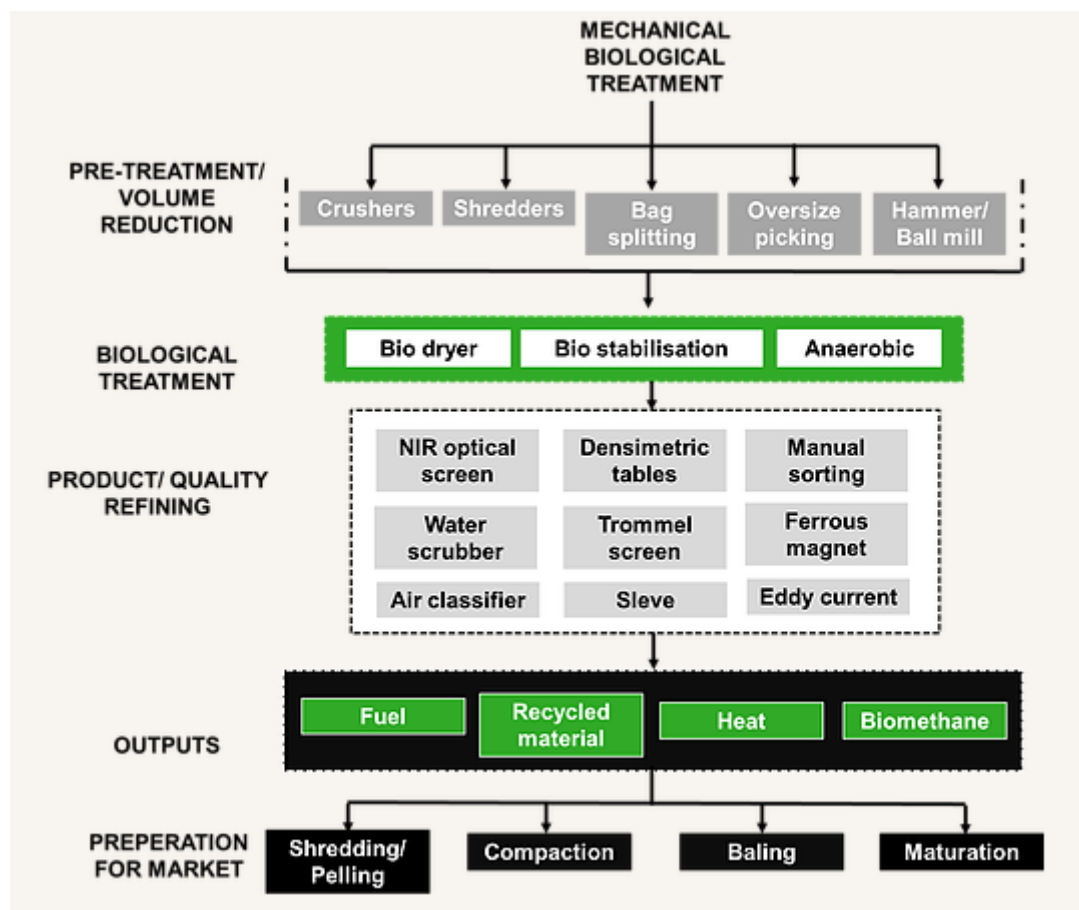 MECHANICAL
BIOLOGICAL
TREATMENT
PRE-TREATMENT/
VOLUME
REDUCTION
Crushers
Shredders
Bag
splitting
Oversize
picking
Hammer/
Ball mill
BIOLOGICAL
TREATMENT
Bio dryer
Bio stabilisation
Anaerobic
PRODUCT/ QUALITY
REFINING
NIR optical
screen
Densimetric
tables
Manual
sorting
Water
scrubber
Trommel
screen
Ferrous
magnet
Air classifier
Sleve
Eddy current
OUTPUTS
Fuel
Recycled
material
Heat
Biomethane
PREPERATION
FOR MARKET
Shredding/
Pelling
Compaction
Baling
Maturation